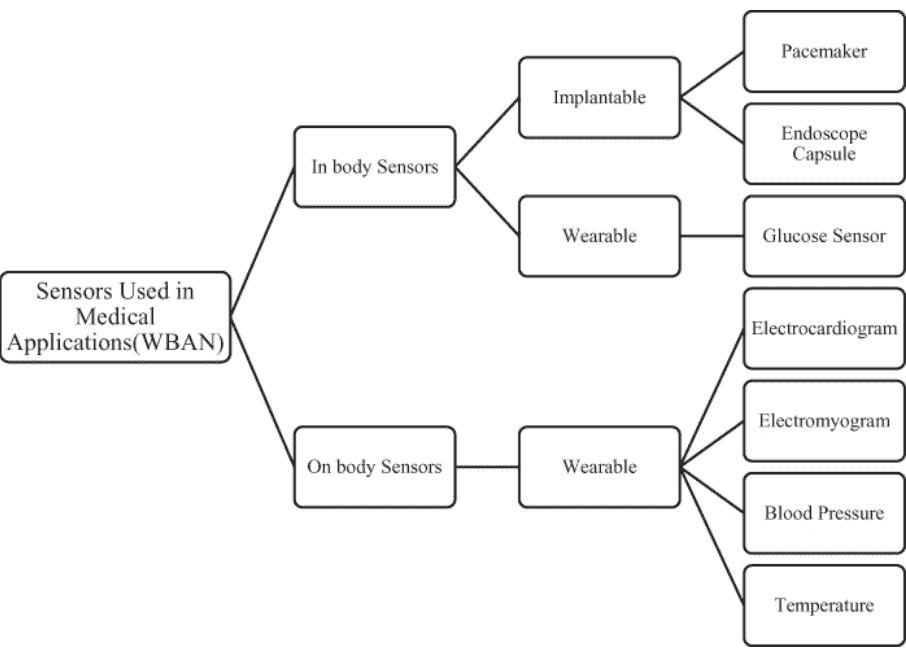 Sensors Used in
Medical
Applications(WBAN)
In body Sensors
Implantable
Pacemaker
Endoscope
Capsule
Wearable
Glucose Sensor
On body Sensors
Wearable
Electrocardiogram
Electromyogram
Blood Pressure
Temperature